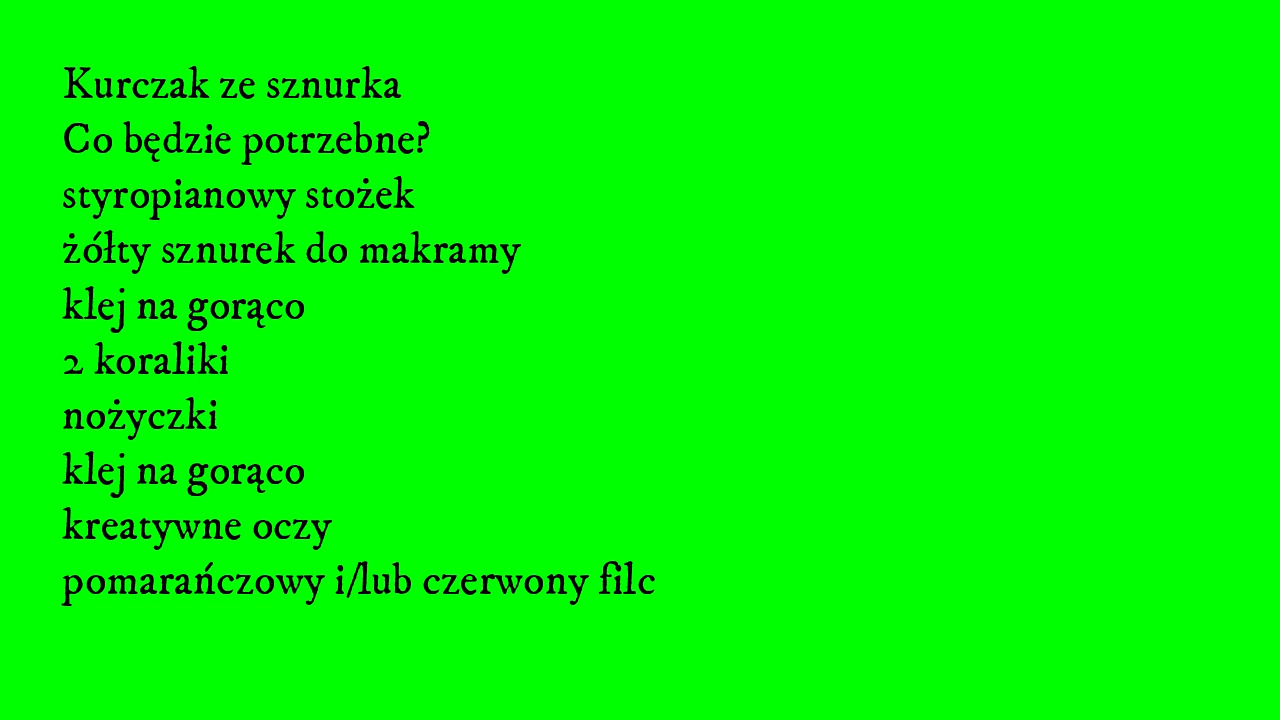 Kurczak ze sznurka
Co będzie potrzebne?
styropianowy stożek
żółty sznurek do makramy
klej na gorąco
2 koraliki
nożyczki
klej na gorąco
kreatywne oczy
pomarańczowy i/lub czerwony filc